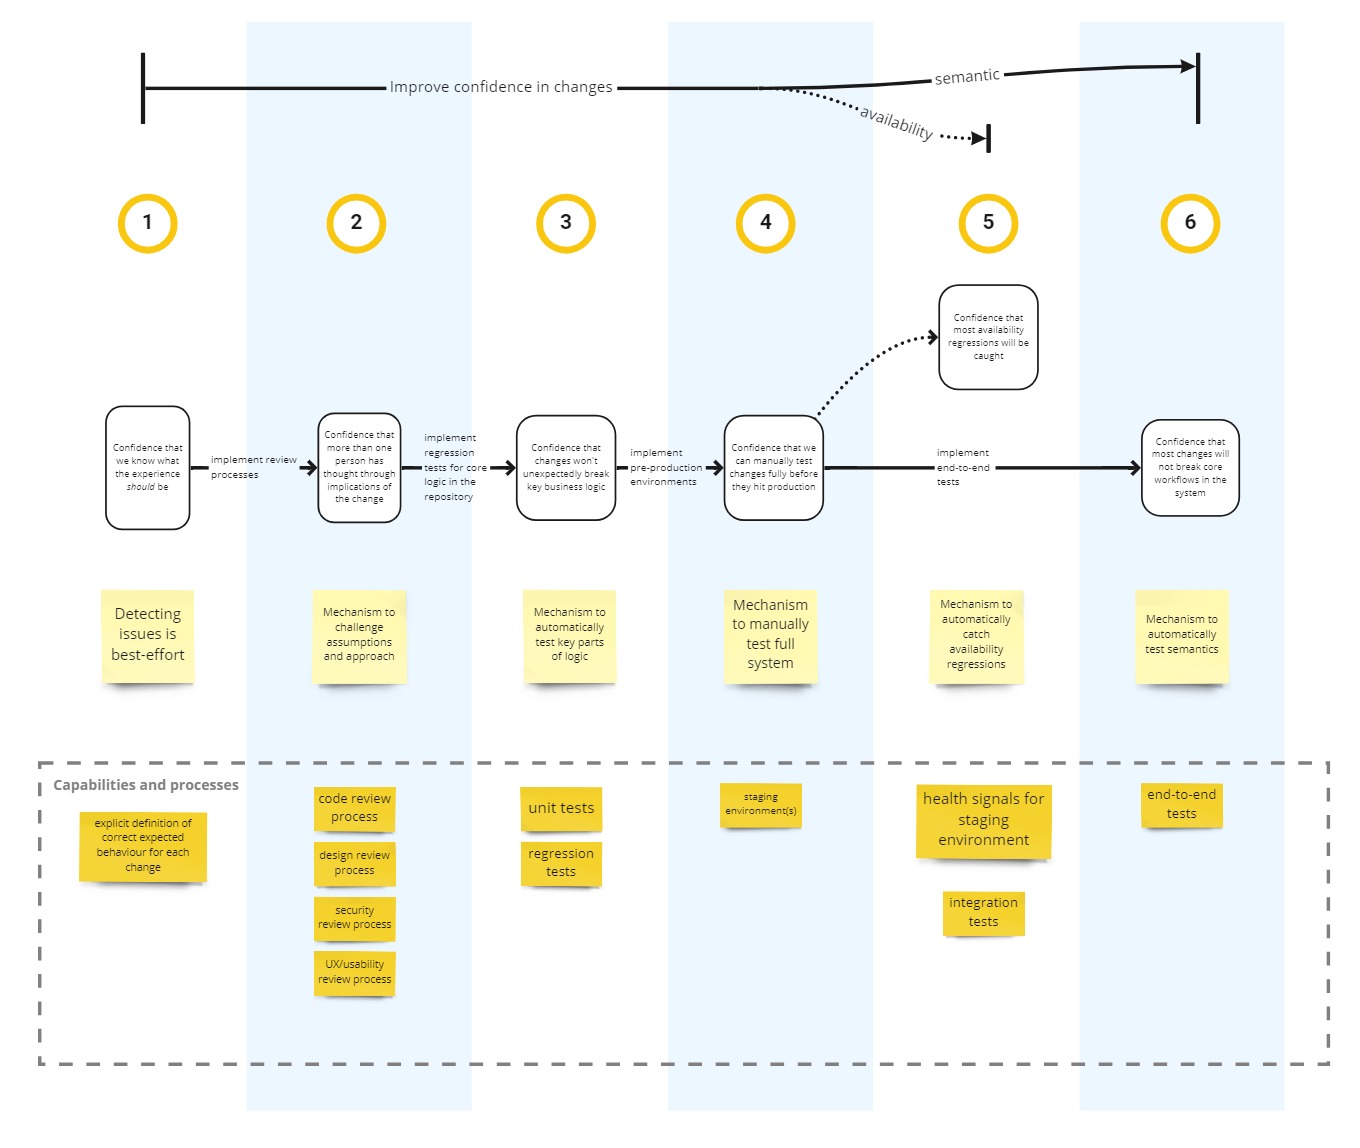 Improve confidence in changes
semantic
availability
1
2
3
4
5
6
Confidence that
most availability
regressions will be
caught
Confidence that
we know what
the experience
should be
implement review
processes
Confidence that
more than one
person has
thought through
implications of
the change
implement
regression
tests for core
logic in the
repository
Confidence that
changes won't
unexpectedly break
key business logic
implement
pre-production
environments
Confidence that we
can manually test
changes fully before
they hit production
implement
end-to-end
tests
Confidence that
most changes will
not break core
workflows in the
system
Detecting
issues is
best-effort
Mechanism to
challenge
assumptions
and approach
Mechanism to
automatically
test key parts
of logic
Mechanism
to manually
test full
system
Mechanism to
automatically
catch
availability
regressions
Mechanism to
automatically
test semantics
Capabilities and processes
explicit definition of
correct expected
behaviour for each
change
code review
process
design review
process
security
review process
UX/usability
review process
unit tests
regression
tests
staging
environment(s)
health signals for
staging
environment
integration
tests
end-to-end
tests